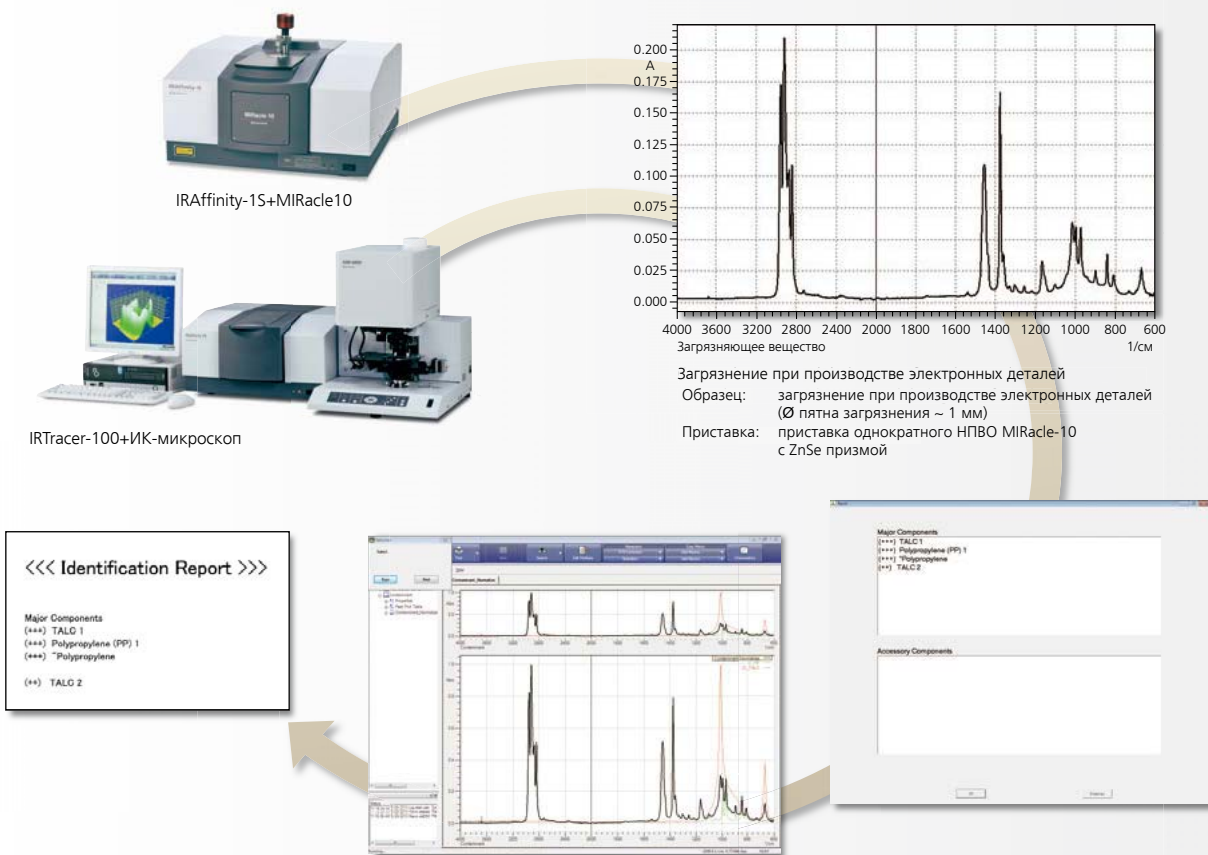 IRAffinity-1S
MIRacle 10
IRAffinity-1S+MIRacle10
IRTracer-100+ИК-микроскоп
0.200
А
0.175
0.150
0.125
0.100
0.075
0.050
0.025
0.000
4000 3600 3200 2800 2400 2000 1800 1600 1400 1200 1000 800 600
Загрязняющее вещество 1/см
Загрязнение при производстве электронных деталей
Образец: загрязнение при производстве электронных деталей
(Ø пятна загрязнения ~ 1 мм)
Приставка: приставка однократного НПВО MIRacle-10
с ZnSe призмой
<<< Identification Report >>>
Major Components
(+++) TALC 1
(+++) Polypropylene (PP) 1
(+++) ~Polypropylene
(++) TALC 2
Major Components
(+++) TALC 1
(+++) Polypropylene (PP) 1
(+++) ~Polypropylene
(++) TALC 2
Accessory Components